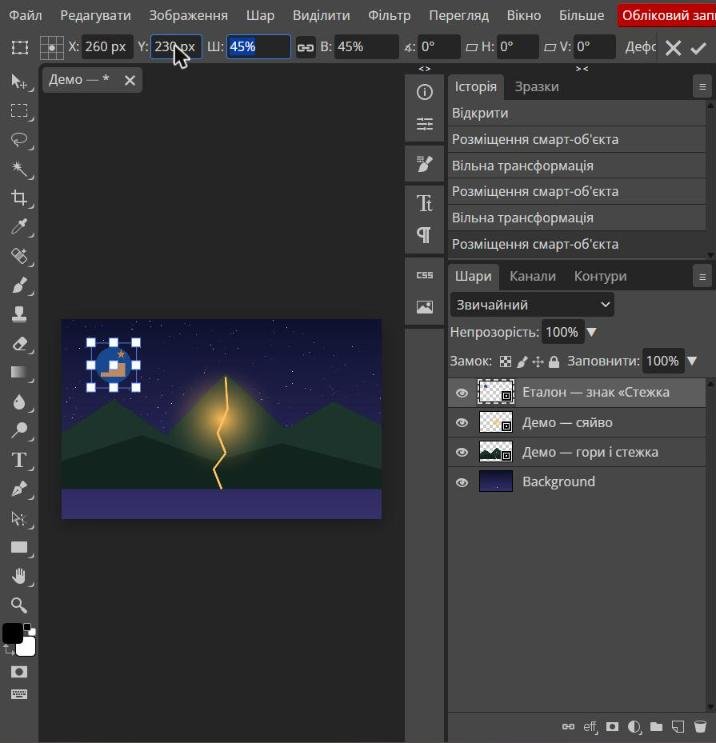 Файл Редагувати Зображення Шар Виділити Фільтр Перегляд Вікно Більше Обліковий
X: 260 px Y: 230 px Ш: 45% В: 45% ∡: 0° H: 0° V: 0°
Демо — *
< > > <
Історія Зразки
Відкрити
Розміщення смарт-об'єкта
Вільна трансформація
Розміщення смарт-об'єкта
Вільна трансформація
Розміщення смарт-об'єкта
Шари Канали Контури
Звичайний
Непрозорість: 100%
Замок: Заповнити: 100%
Еталон — знак «Стежка
Демо — сяйво
Демо — гори і стежка
Background
CSS
eff